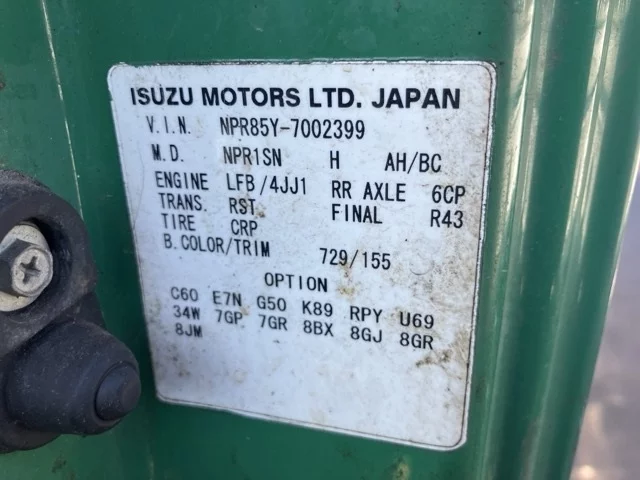 ISUZU MOTORS LTD. JAPAN
V.I.N. NPR85Y-7002399
M.D. NPR1SN H AH/BC
ENGINE LFB/4JJ1 RR AXLE 6CP
TRANS. RST FINAL R43
TIRE CRP
B.COLOR/TRIM 729/155
OPTION
C60 E7N G50 K89 RPY U69
34W 7GP 7GR 8BX 8GJ 8GR
8JM